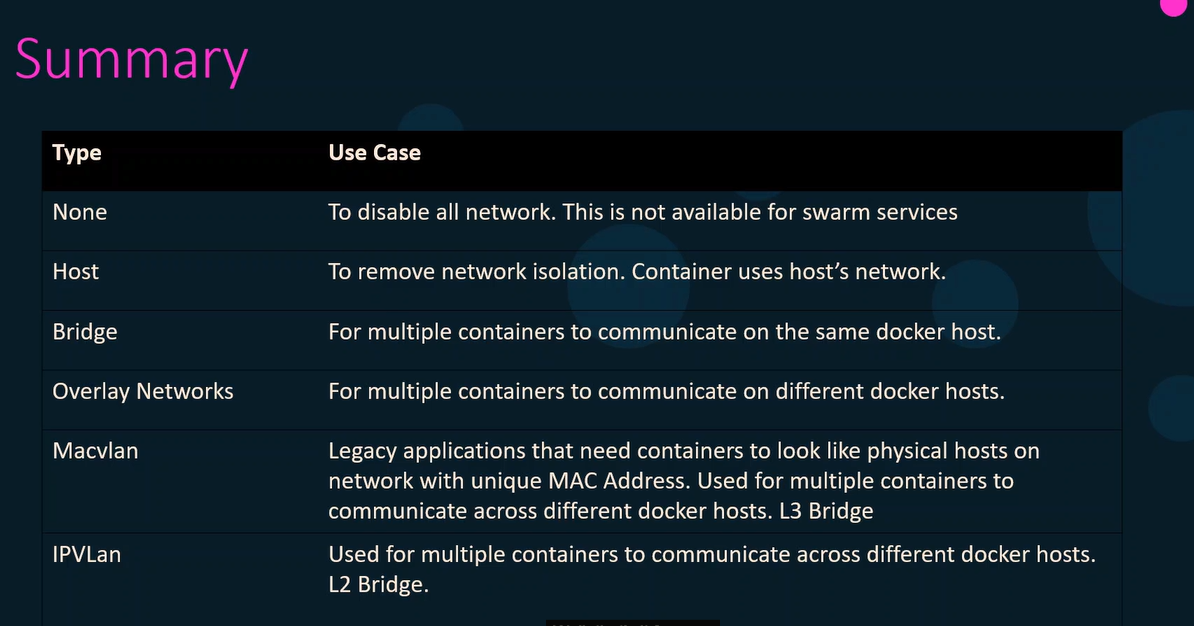 Summary
Type Use Case
None To disable all network. This is not available for swarm services
Host To remove network isolation. Container uses host’s network.
Bridge For multiple containers to communicate on the same docker host.
Overlay Networks For multiple containers to communicate on different docker hosts.
Macvlan Legacy applications that need containers to look like physical hosts on
network with unique MAC Address. Used for multiple containers to
communicate across different docker hosts. L3 Bridge
IPVLan Used for multiple containers to communicate across different docker hosts.
L2 Bridge.